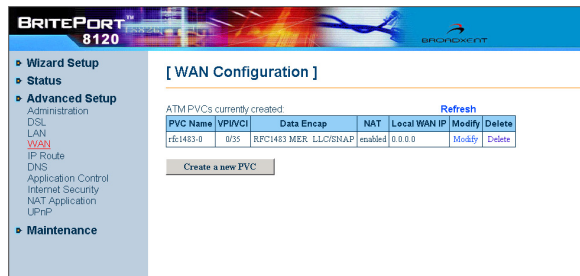 BRITEPORT™
8120
BROADXENT
Wizard Setup
Status
Advanced Setup
Administration
DSL
LAN
WAN
IP Route
DNS
Application Control
Internet Security
NAT Application
UPnP
Maintenance
[ WAN Configuration ]
ATM PVCs currently created: Refresh
PVC Name VPI/VCI Data Encap NAT Local WAN IP Modify Delete
rfc1483-0 0/35 RFC1483 MER LLC/SNAP enabled 0.0.0.0 Modify Delete
Create a new PVC